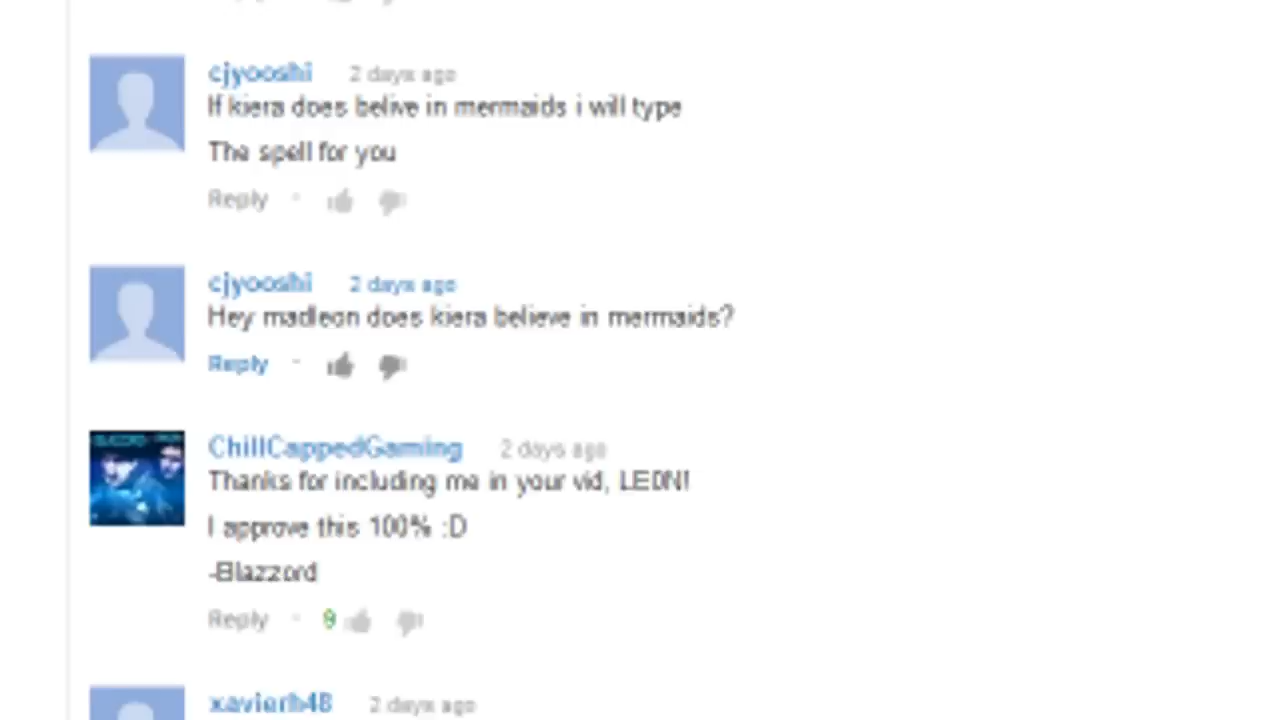 cjyooshi 2 days ago
If kiera does belive in mermaids i will type
The spell for you
Reply
cjyooshi 2 days ago
Hey madleon does kiera believe in mermaids?
Reply
ChillCappedGaming 2 days ago
Thanks for including me in your vid, LEON!
I approve this 100% :D
-Blazzord
Reply 9
xavierh48 2 days ago